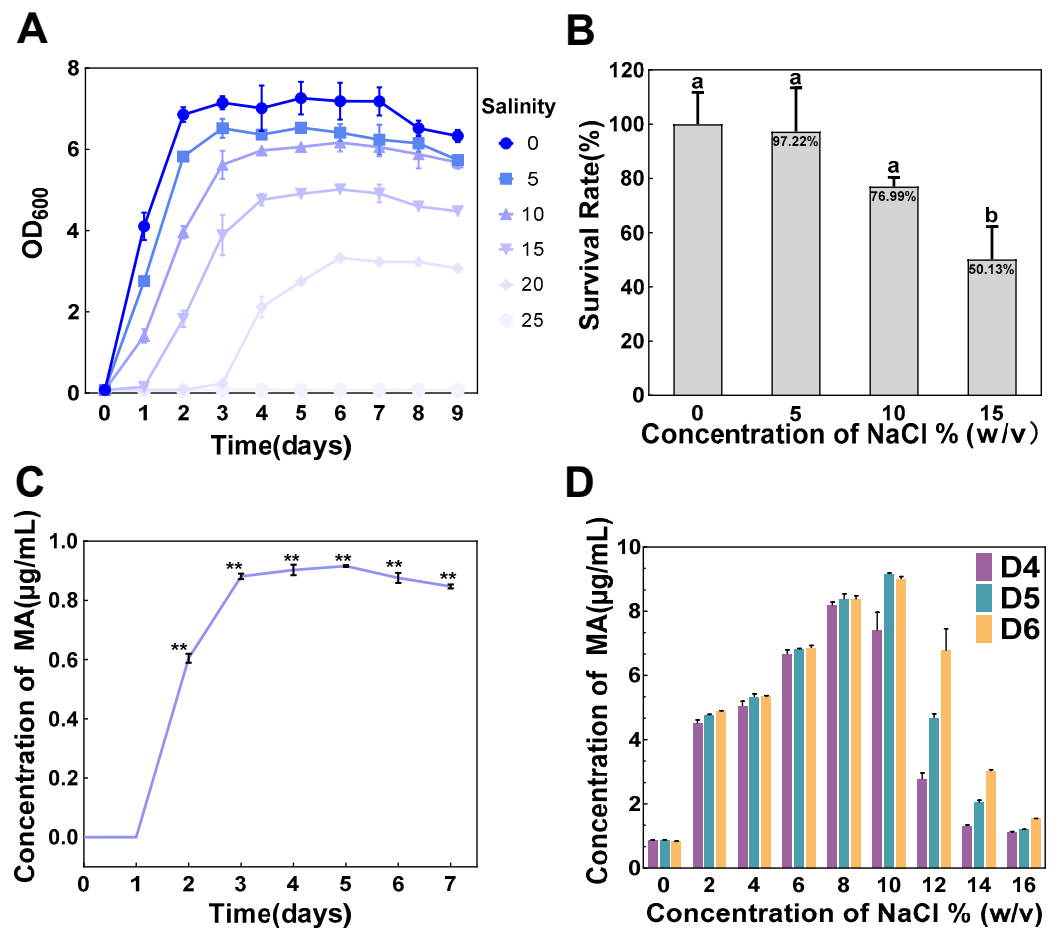 A
OD600
8
6
4
2
0
0 1 2 3 4 5 6 7 8 9
Time(days)
Salinity
0
5
10
15
20
25
B
Survival Rate(%)
120
100
80
60
40
20
0
a
a
a
b
97.22%
76.99%
50.13%
0 5 10 15
Concentration of NaCl % (w/v)
C
Concentration of MA(μg/mL)
1.0
0.8
0.6
0.4
0.2
0.0
** ** ** ** ** **
0 1 2 3 4 5 6 7
Time(days)
D
Concentration of MA(μg/mL)
10
8
6
4
2
0
D4
D5
D6
0 2 4 6 8 10 12 14 16
Concentration of NaCl % (w/v)